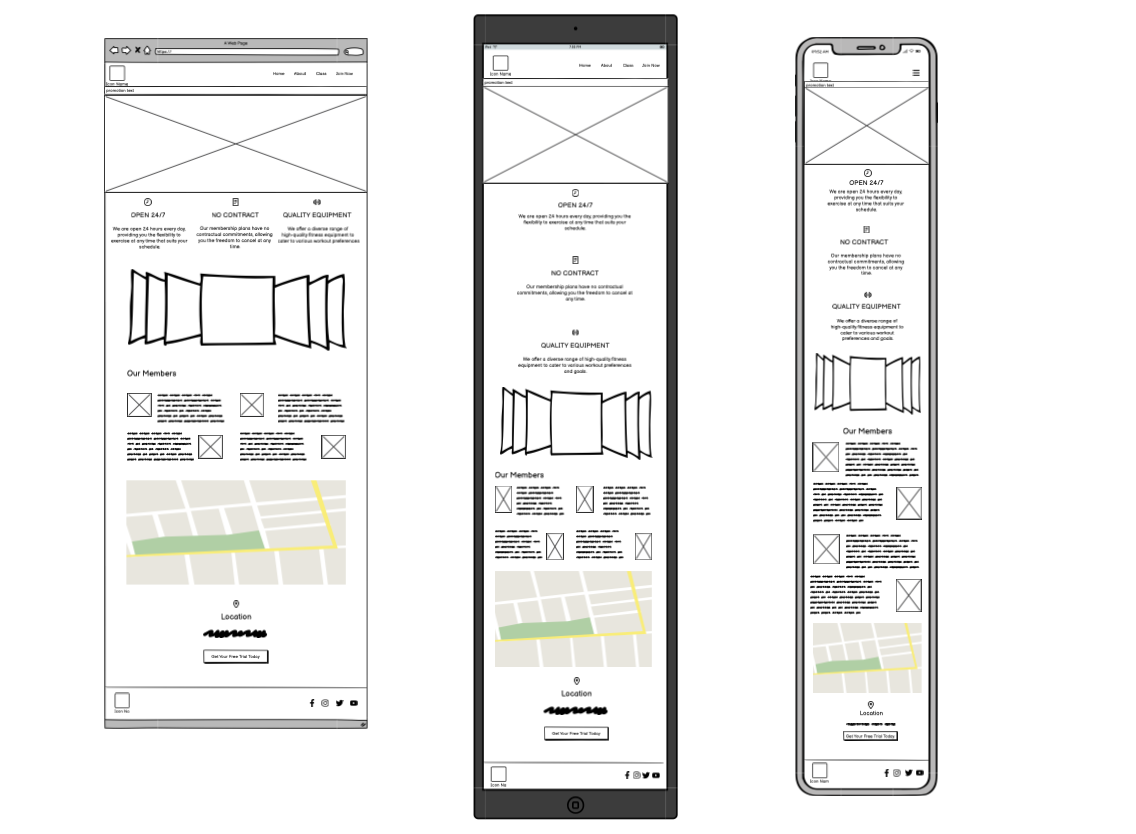 A Web Page
https://
Icon Name
Home About Class Join Now
promotion text
OPEN 24/7
We are open 24 hours every day,
providing you the flexibility to
exercise at any time that suits your
schedule.
NO CONTRACT
Our membership plans have no
contractual commitments, allowing
you the freedom to cancel at any
time.
QUALITY EQUIPMENT
We offer a diverse range of
high-quality fitness equipment to
cater to various workout preferences
Our Members
Location
Get Your Free Trial Today
Icon Na
Icon Name
Home About Class Join Now
promotion text
OPEN 24/7
We are open 24 hours every day, providing you the
flexibility to exercise at any time that suits your
schedule.
NO CONTRACT
Our membership plans have no contractual
commitments, allowing you the freedom to cancel at
any time.
QUALITY EQUIPMENT
We offer a diverse range of high-quality fitness
equipment to cater to various workout preferences
and goals.
Our Members
Location
Get Your Free Trial Today
Icon Na
promotion text
OPEN 24/7
We are open 24 hours every day,
providing you the flexibility to
exercise at any time that suits your
schedule.
NO CONTRACT
Our membership plans have no
contractual commitments, allowing
you the freedom to cancel at any
time.
QUALITY EQUIPMENT
We offer a diverse range of
high-quality fitness equipment to
cater to various workout
preferences and goals.
Our Members
Location
Get Your Free Trial Today
Icon Nam